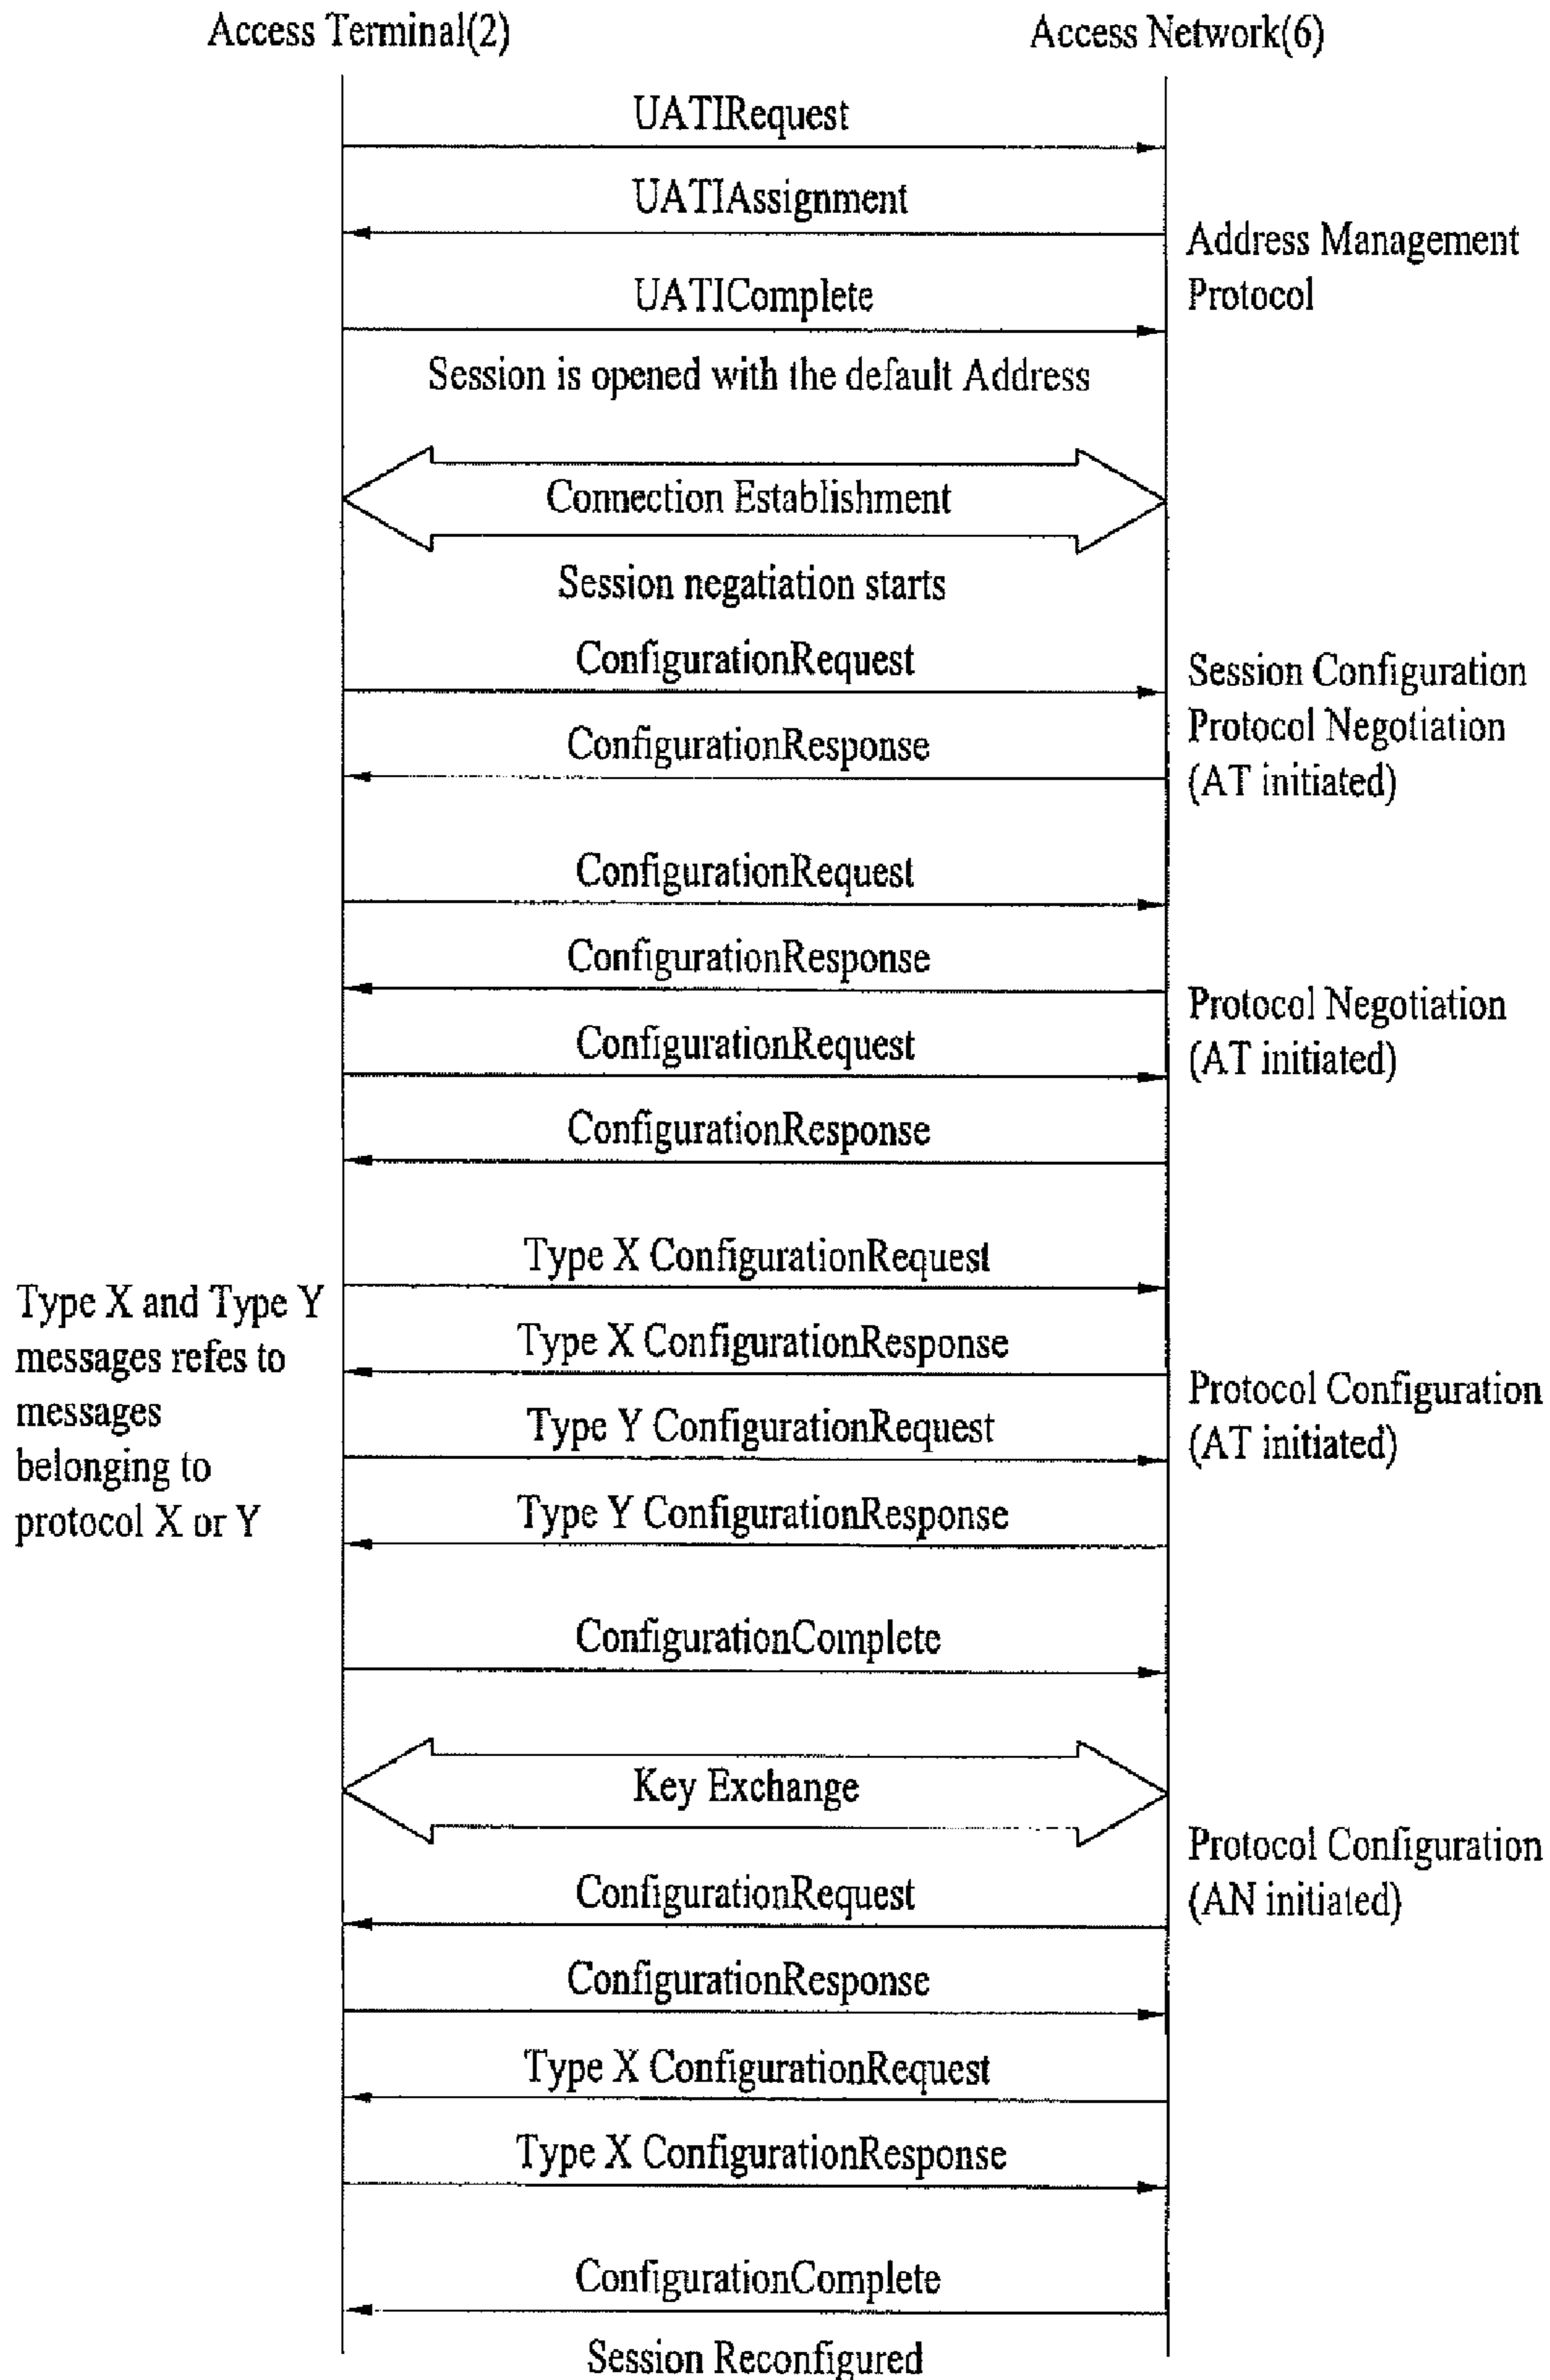 Access Terminal(2)
Access Network(6)
UATIRequest
UATIAssignment
Address Management
Protocol
UATIComplete
Session is opened with the default Address
Connection Establishment
Session negatiation starts
ConfigurationRequest
Session Configuration
Protocol Negotiation
(AT initiated)
ConfigurationResponse
ConfigurationRequest
ConfigurationResponse
Protocol Negotiation
(AT initiated)
ConfigurationRequest
ConfigurationResponse
Type X ConfigurationRequest
Type X and Type Y
messages refes to
messages
belonging to
protocol X or Y
Type X ConfigurationResponse
Protocol Configuration
(AT initiated)
Type Y ConfigurationRequest
Type Y ConfigurationResponse
ConfigurationComplete
Key Exchange
Protocol Configuration
(AN initiated)
ConfigurationRequest
ConfigurationResponse
Type X ConfigurationRequest
Type X ConfigurationResponse
ConfigurationComplete
Session Reconfigured